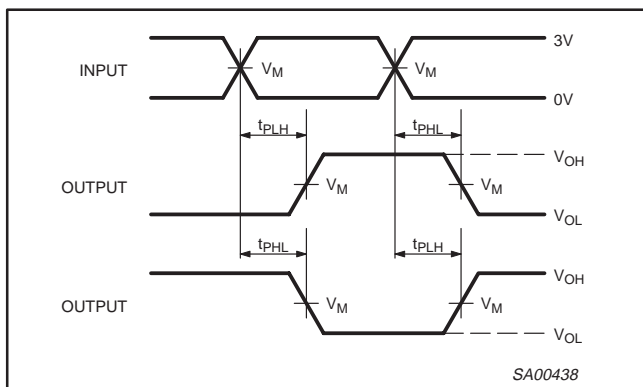 3V
INPUT
V_M V_M
0V
t_PLH t_PHL
V_OH
OUTPUT V_M V_M
V_OL
t_PHL t_PLH
V_OH
OUTPUT V_M V_M
V_OL
SA00438